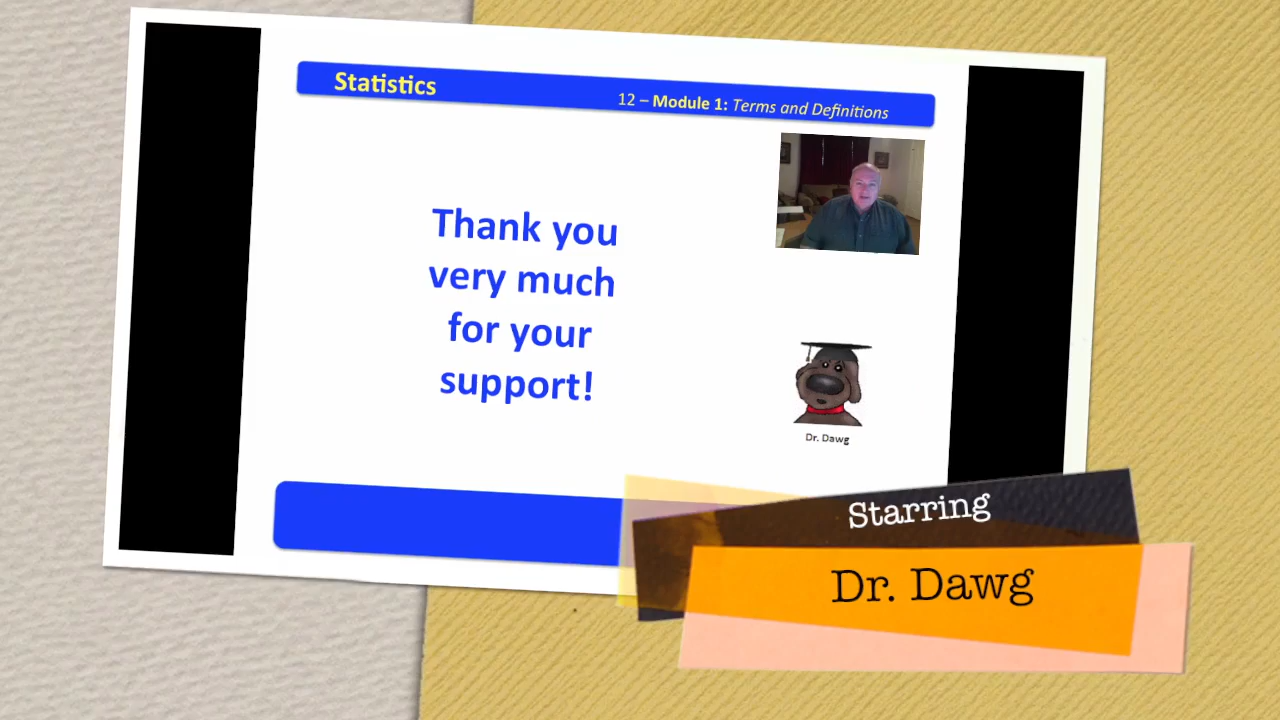 Statistics
12 – Module 1: Terms and Definitions
Thank you
very much
for your
support!
Dr. Dawg
Starring
Dr. Dawg